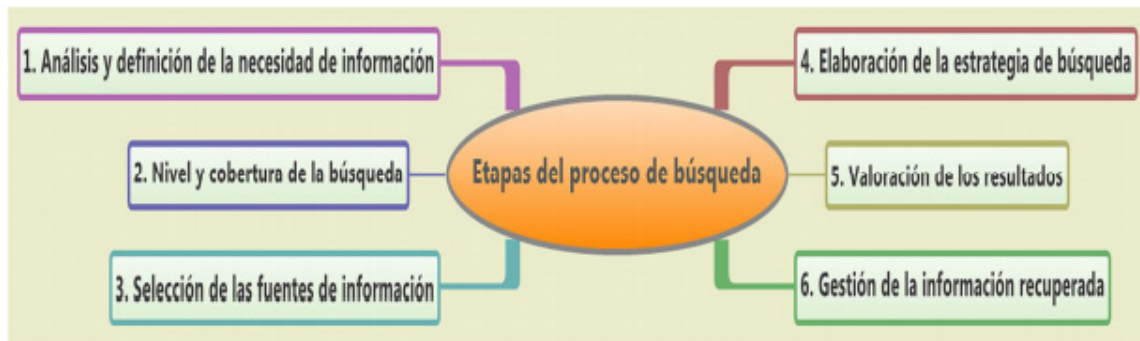 1. Análisis y definición de la necesidad de información
2. Nivel y cobertura de la búsqueda
3. Selección de las fuentes de información
Etapas del proceso de búsqueda
4. Elaboración de la estrategia de búsqueda
5. Valoración de los resultados
6. Gestión de la información recuperada